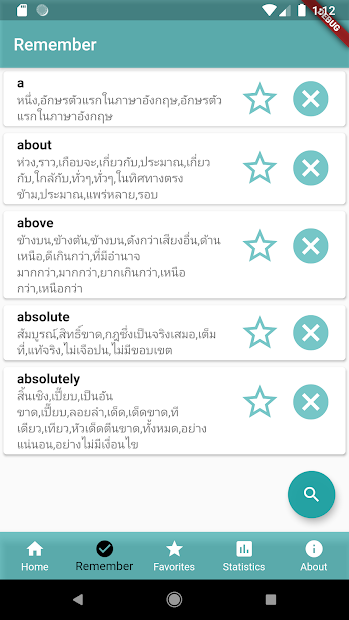 1:12
DEBUG
Remember
a
หนึ่ง,อักษรตัวแรกในภาษาอังกฤษ,อักษรตัว
แรกในภาษาอังกฤษ
about
ห่วง,ราว,เกือบจะ,เกี่ยวกับ,ประมาณ,เกี่ยว
กับ,ใกล้กับ,ทั่วๆ,ทั่วๆ,ในทิศทางตรง
ข้าม,ประมาณ,แพร่หลาย,รอบ
above
ข้างบน,ข้างต้น,ข้างบน,ดังกว่าเสียงอื่น,ด้าน
เหนือ,ดีเกินกว่า,ที่มีอำนาจ
มากกว่า,มากกว่า,ยากเกินกว่า,เหนือ
กว่า,เหนือกว่า
absolute
สัมบูรณ์,สิทธิ์ขาด,กฎซึ่งเป็นจริงเสมอ,เต็ม
ที่,แท้จริง,ไม่เจือปน,ไม่มีขอบเขต
absolutely
สิ้นเชิง,เปี๊ยบ,เป็นอัน
ขาด,เปี๊ยบ,ลอยลำ,เด็ด,เด็ดขาด,ที
เดียว,เทียว,หัวเด็ดตีนขาด,ทั้งหมด,อย่าง
แน่นอน,อย่างไม่มีเงื่อนไข
Home
Remember
Favorites
Statistics
About